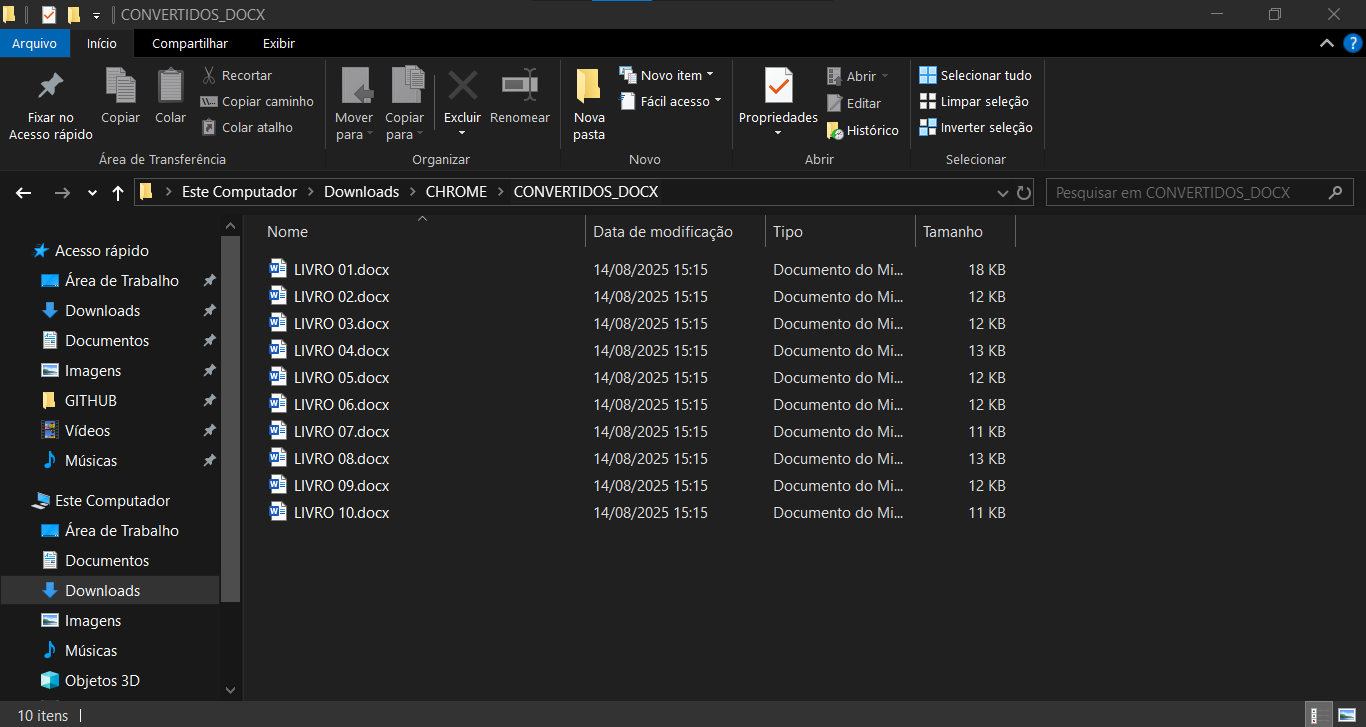 CONVERTIDOS_DOCX
Arquivo Início Compartilhar Exibir
Fixar no
Acesso rápido
Copiar
Colar
Recortar
Copiar caminho
Colar atalho
Área de Transferência
Mover
para
Copiar
para
Excluir
Renomear
Organizar
Nova
pasta
Novo item
Fácil acesso
Novo
Propriedades
Abrir
Editar
Histórico
Abrir
Selecionar tudo
Limpar seleção
Inverter seleção
Selecionar
Este Computador Downloads CHROME CONVERTIDOS_DOCX
Pesquisar em CONVERTIDOS_DOCX
Acesso rápido
Área de Trabalho
Downloads
Documentos
Imagens
GITHUB
Vídeos
Músicas
Este Computador
Área de Trabalho
Documentos
Downloads
Imagens
Músicas
Objetos 3D
Nome Data de modificação Tipo Tamanho
LIVRO 01.docx 14/08/2025 15:15 Documento do Mi... 18 KB
LIVRO 02.docx 14/08/2025 15:15 Documento do Mi... 12 KB
LIVRO 03.docx 14/08/2025 15:15 Documento do Mi... 12 KB
LIVRO 04.docx 14/08/2025 15:15 Documento do Mi... 13 KB
LIVRO 05.docx 14/08/2025 15:15 Documento do Mi... 12 KB
LIVRO 06.docx 14/08/2025 15:15 Documento do Mi... 12 KB
LIVRO 07.docx 14/08/2025 15:15 Documento do Mi... 11 KB
LIVRO 08.docx 14/08/2025 15:15 Documento do Mi... 13 KB
LIVRO 09.docx 14/08/2025 15:15 Documento do Mi... 12 KB
LIVRO 10.docx 14/08/2025 15:15 Documento do Mi... 11 KB
10 itens